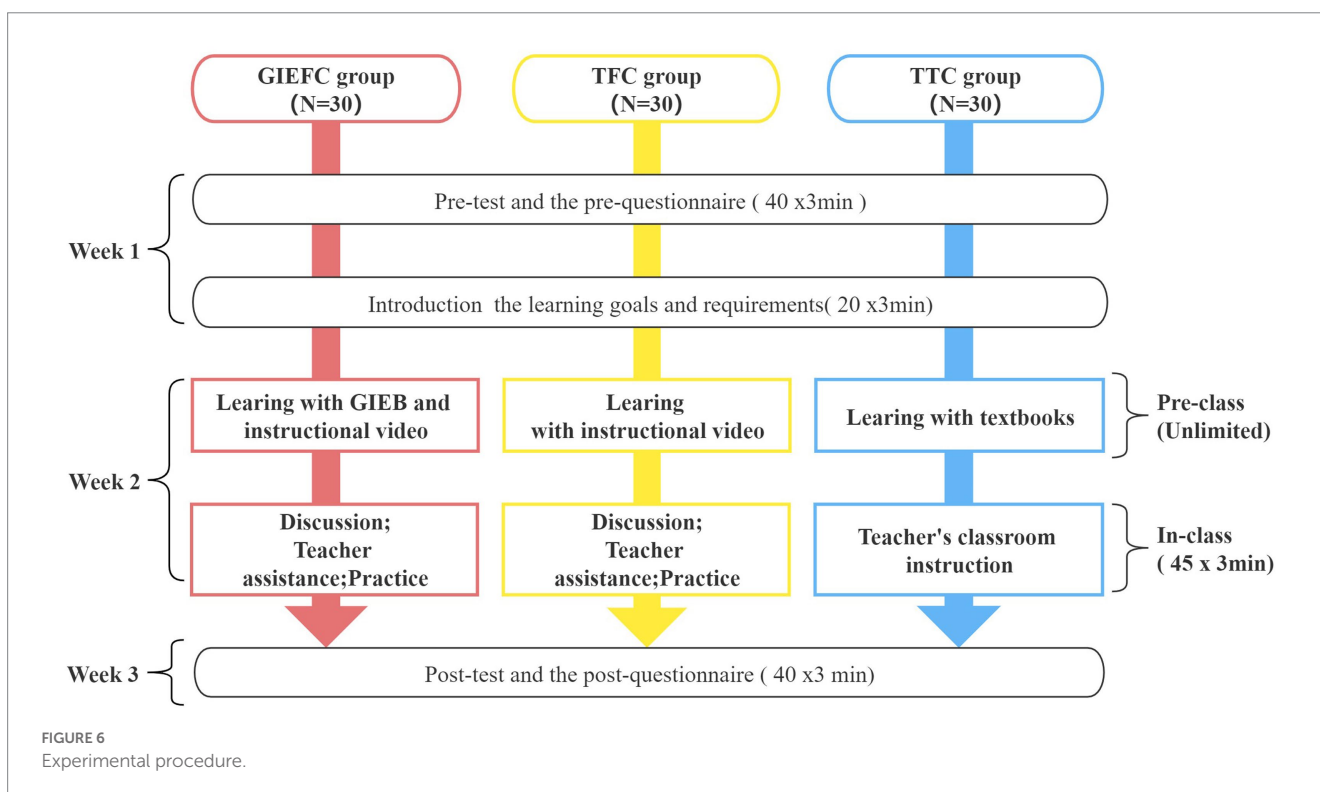 GIEFC group
(N=30)
TFC group
(N=30)
TTC group
(N=30)
Week 1
Pre-test and the pre-questionnaire ( 40 x3min )
Introduction the learning goals and requirements( 20 x3min)
Week 2
Learing with GIEB and
instructional video
Learing
with instructional video
Learing with textbooks
Pre-class
(Unlimited)
Discussion;
Teacher
assistance;Practice
Discussion;
Teacher
assistance;Practice
Teacher's classroom
instruction
In-class
( 45 x 3min)
Week 3
Post-test and the post-questionnaire ( 40 x3 min)
FIGURE 6
Experimental procedure.